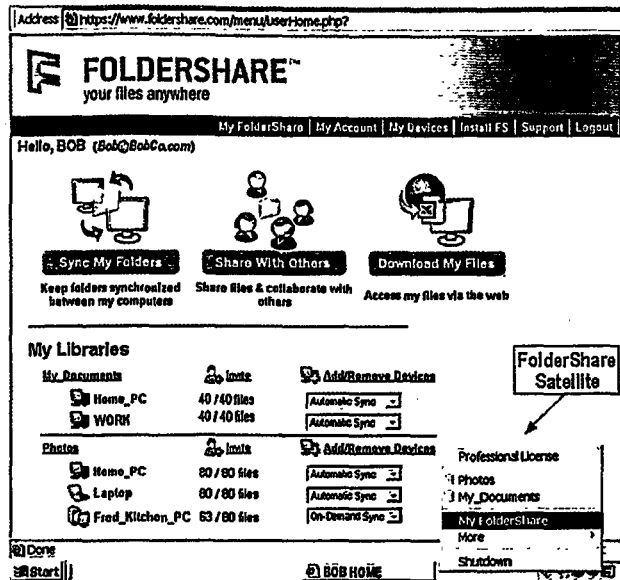 Address https://www.foldershare.com/menu/userHome.php?
FOLDERSHARE™
your files anywhere
My FolderShare | My Account | My Devices | Install FS | Support | Logout
Hello, BOB (Bob@BobCo.com)
Sync My Folders Share With Others Download My Files
Keep folders synchronized Share files & collaborate with Access my files via the web
between my computers others
My Libraries
FolderShare
Satellite
My_Documents Invite Add/Remove Devices
Home_PC 40 / 40 files Automatic Sync
WORK 40 / 40 files Automatic Sync
Photos Invite Add/Remove Devices
Home_PC 80 / 80 files Automatic Sync
Laptop 80 / 80 files Automatic Sync
Fred_Kitchen_PC 63 / 80 files On-Demand Sync
Professional License
Photos
My_Documents
My FolderShare
More
Shutdown
Done
Start BOB HOME